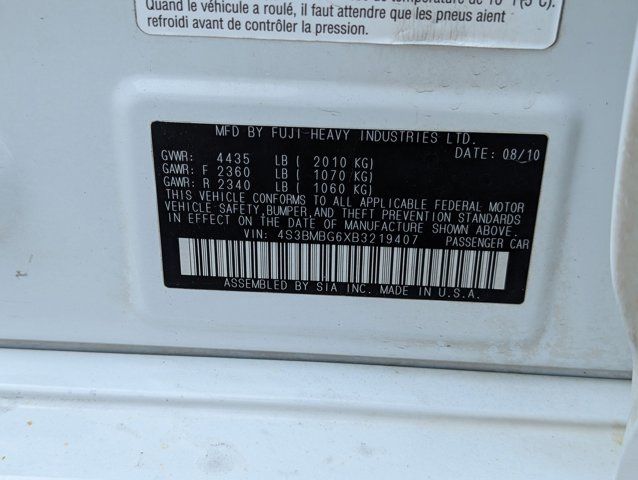 Quand le véhicule a roulé, il faut attendre que les pneus aient
refroidi avant de contrôler la pression.
MFD BY FUJI HEAVY INDUSTRIES LTD.
DATE: 08/10
GVWR: 4435 LB ( 2010 KG)
GAWR: F 2360 LB ( 1070 KG)
GAWR: R 2340 LB ( 1060 KG)
THIS VEHICLE CONFORMS TO ALL APPLICABLE FEDERAL MOTOR
VEHICLE SAFETY, BUMPER, AND THEFT PREVENTION STANDARDS
IN EFFECT ON THE DATE OF MANUFACTURE SHOWN ABOVE.
VIN: 4S3BMBG6XB3219407 PASSENGER CAR
ASSEMBLED BY SIA INC. MADE IN U.S.A.